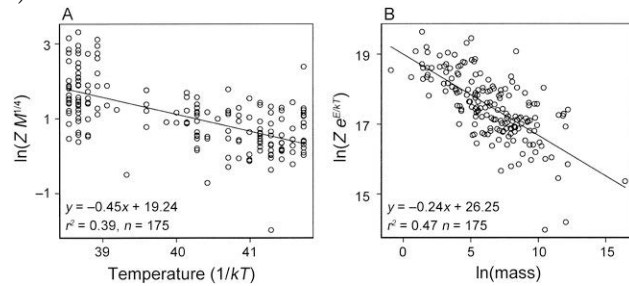 A
ln(Z M^{1/4})
3
1
−1
y = −0.45x + 19.24
r² = 0.39, n = 175
39
40
41
Temperature (1/kT)
B
ln(Z e^{E/kT})
19
17
15
y = −0.24x + 26.25
r² = 0.47 n = 175
0
5
10
15
ln(mass)